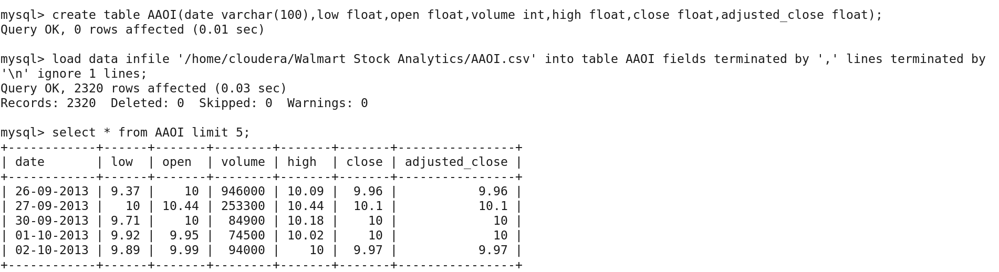 mysql> create table AAOI(date varchar(100),low float,open float,volume int,high float,close float,adjusted_close float);
Query OK, 0 rows affected (0.01 sec)

mysql> load data infile '/home/cloudera/Walmart Stock Analytics/AAOI.csv' into table AAOI fields terminated by ',' lines terminated by
'\n' ignore 1 lines;
Query OK, 2320 rows affected (0.03 sec)
Records: 2320  Deleted: 0  Skipped: 0  Warnings: 0

mysql> select * from AAOI limit 5;
+------------+------+-------+--------+-------+-------+----------------+
| date       | low  | open  | volume | high  | close | adjusted_close |
+------------+------+-------+--------+-------+-------+----------------+
| 26-09-2013 | 9.37 |    10 | 946000 | 10.09 |  9.96 |           9.96 |
| 27-09-2013 |   10 | 10.44 | 253300 | 10.44 |  10.1 |           10.1 |
| 30-09-2013 | 9.71 |    10 |  84900 | 10.18 |    10 |             10 |
| 01-10-2013 | 9.92 |  9.95 |  74500 | 10.02 |    10 |             10 |
| 02-10-2013 | 9.89 |  9.99 |  94000 |    10 |  9.97 |           9.97 |
+------------+------+-------+--------+-------+-------+----------------+